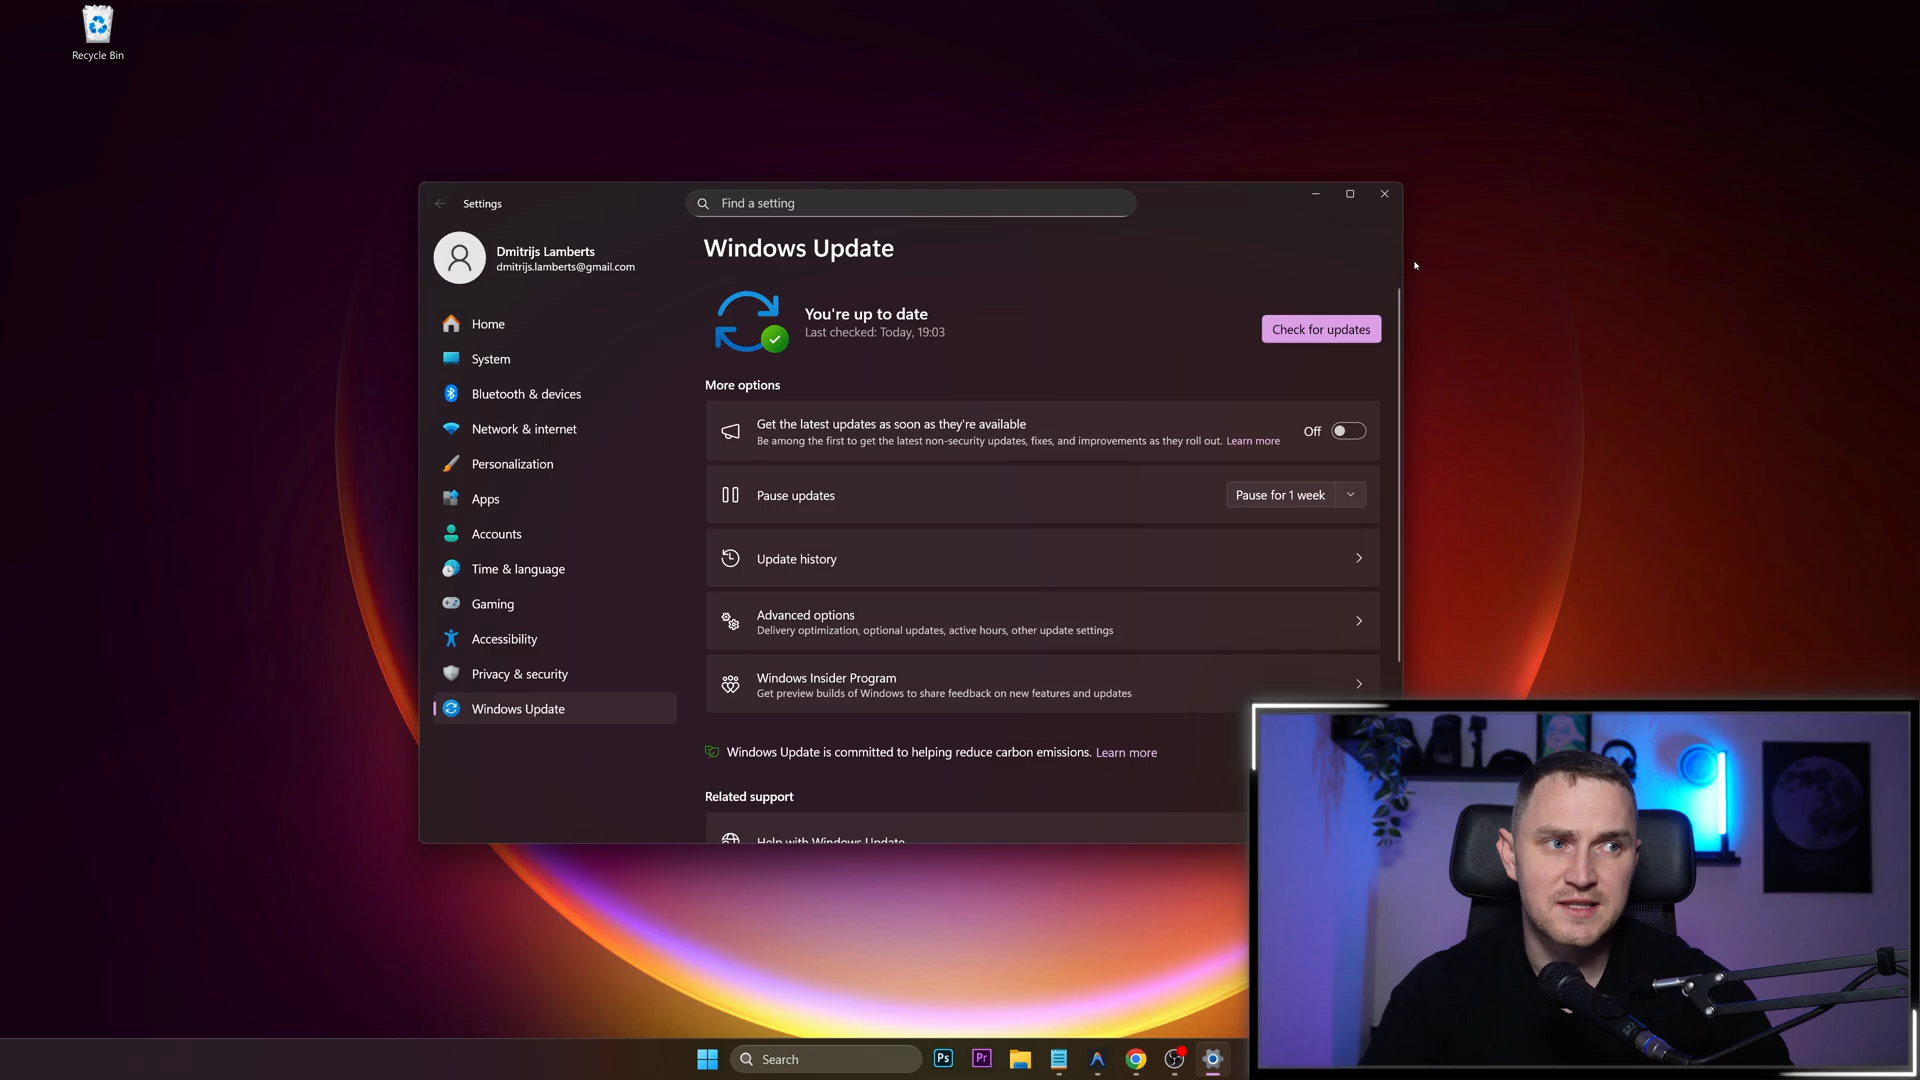 Recycle Bin
Settings
Find a setting
Dmitrijs Lamberts
dmitrijs.lamberts@gmail.com
Home
System
Bluetooth & devices
Network & internet
Personalization
Apps
Accounts
Time & language
Gaming
Accessibility
Privacy & security
Windows Update
Windows Update
You're up to date
Last checked: Today, 19:03
Check for updates
More options
Get the latest updates as soon as they're available
Be among the first to get the latest non-security updates, fixes, and improvements as they roll out. Learn more
Off
Pause updates
Pause for 1 week
Update history
Advanced options
Delivery optimization, optional updates, active hours, other update settings
Windows Insider Program
Get preview builds of Windows to share feedback on new features and updates
Windows Update is committed to helping reduce carbon emissions. Learn more
Related support
Help with Windows Update
Search
Ps
Pr